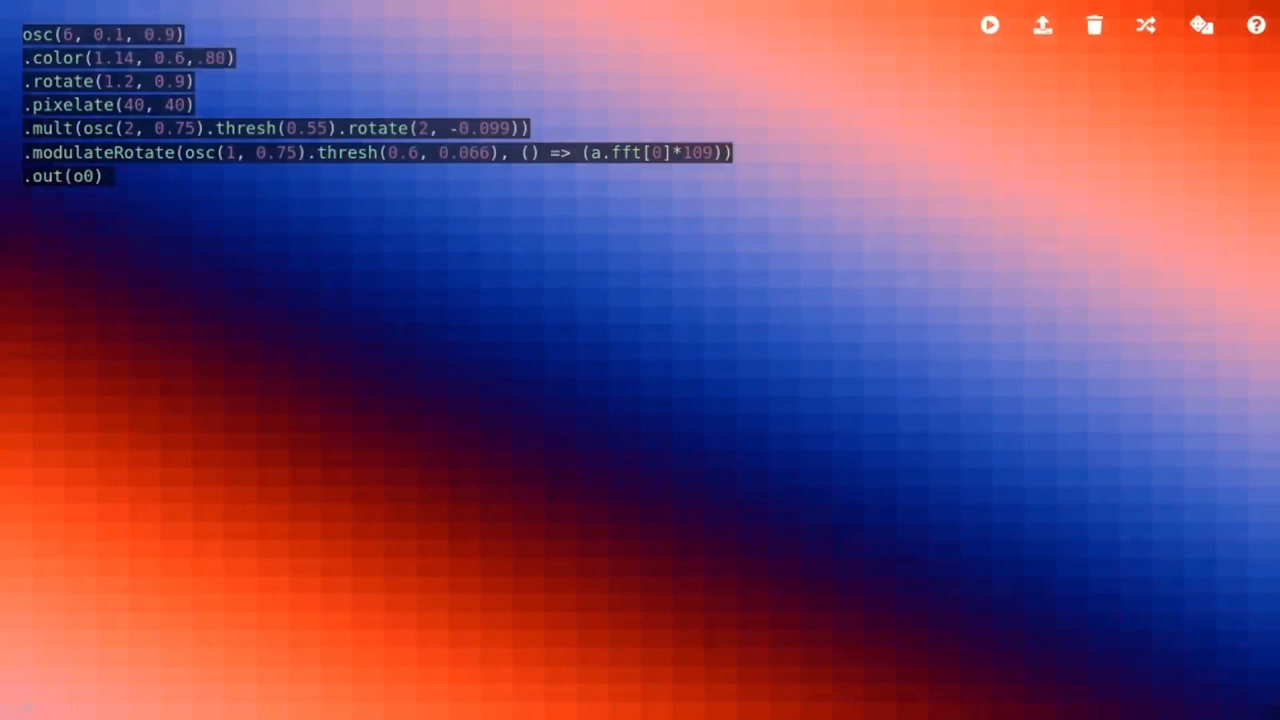 osc(6, 0.1, 0.9)
.color(1.14, 0.6,.80)
.rotate(1.2, 0.9)
.pixelate(40, 40)
.mult(osc(2, 0.75).thresh(0.55).rotate(2, -0.099))
.modulateRotate(osc(1, 0.75).thresh(0.6, 0.066), () => (a.fft[0]*109))
.out(o0)